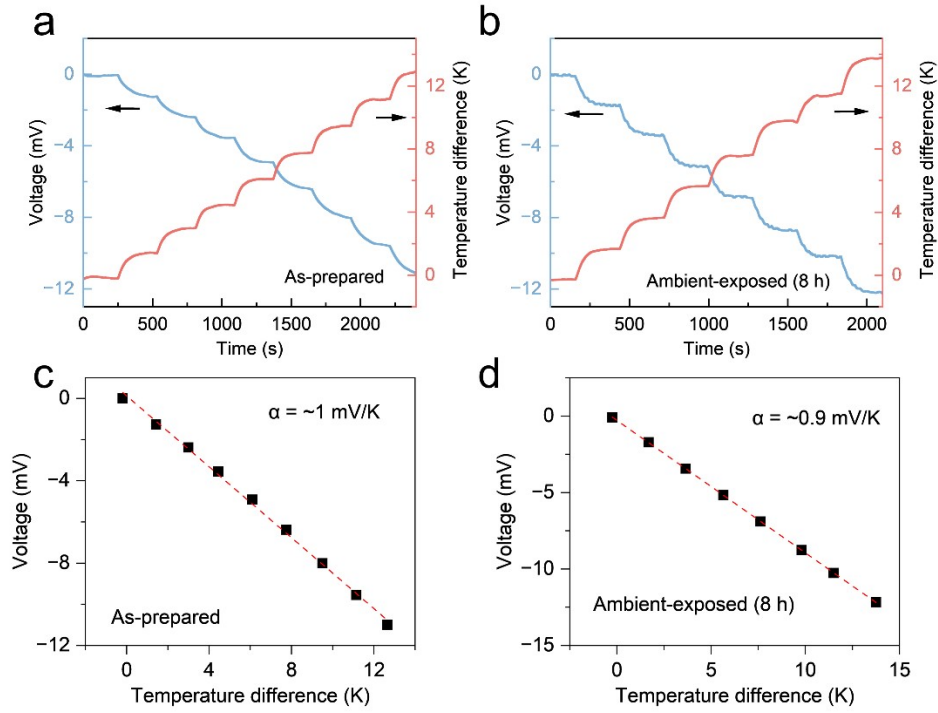 a
0
−4
−8
−12
Voltage (mV)
12
8
4
0
Temperature difference (K)
As-prepared
0 500 1000 1500 2000
Time (s)
b
0
−4
−8
−12
Voltage (mV)
12
8
4
0
Temperature difference (K)
Ambient-exposed (8 h)
0 500 1000 1500 2000
Time (s)
c
0
−4
−8
−12
Voltage (mV)
α = ~1 mV/K
As-prepared
0 4 8 12
Temperature difference (K)
d
0
−5
−10
−15
Voltage (mV)
α = ~0.9 mV/K
Ambient-exposed (8 h)
0 5 10 15
Temperature difference (K)